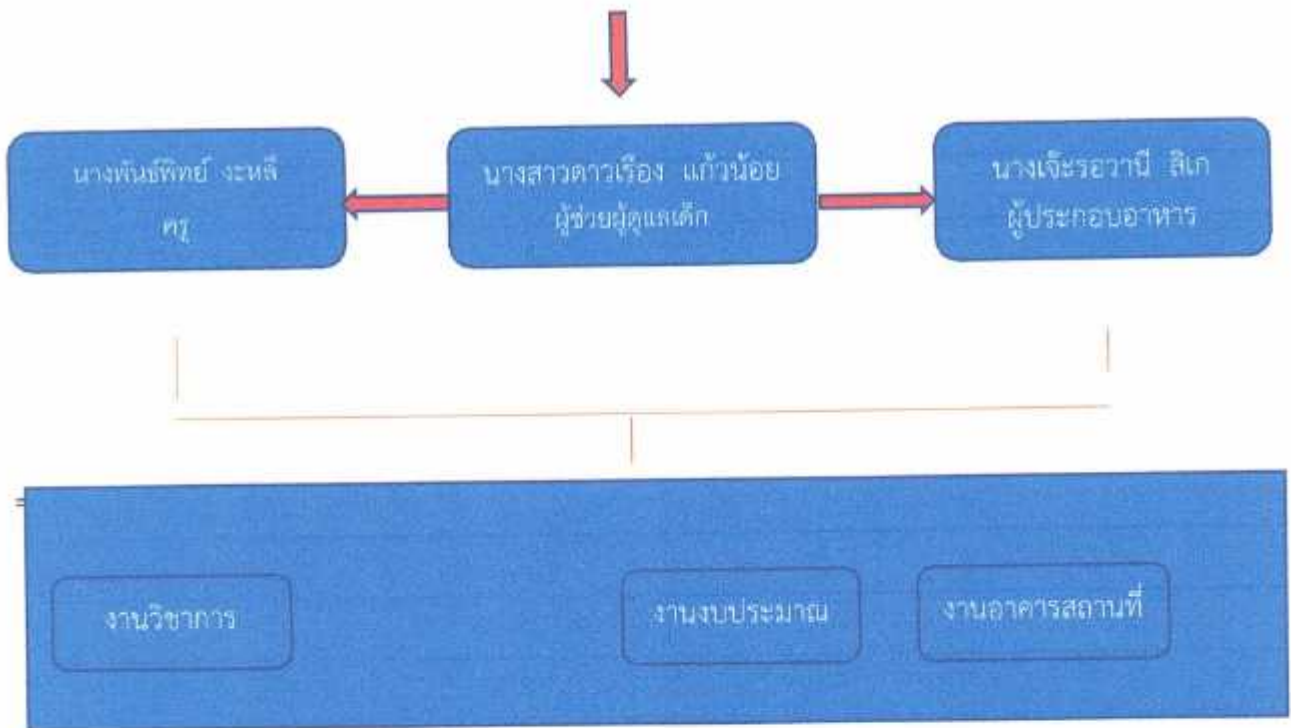 นางพันธ์พิทย์ งะหลี
ครู
นางสาวดาวเรือง แก้วน้อย
ผู้ช่วยผู้ดูแลเด็ก
นางเจ๊ะรอวานี ลิเก
ผู้ประกอบอาหาร
งานวิชาการ
งานงบประมาณ
งานอาคารสถานที่